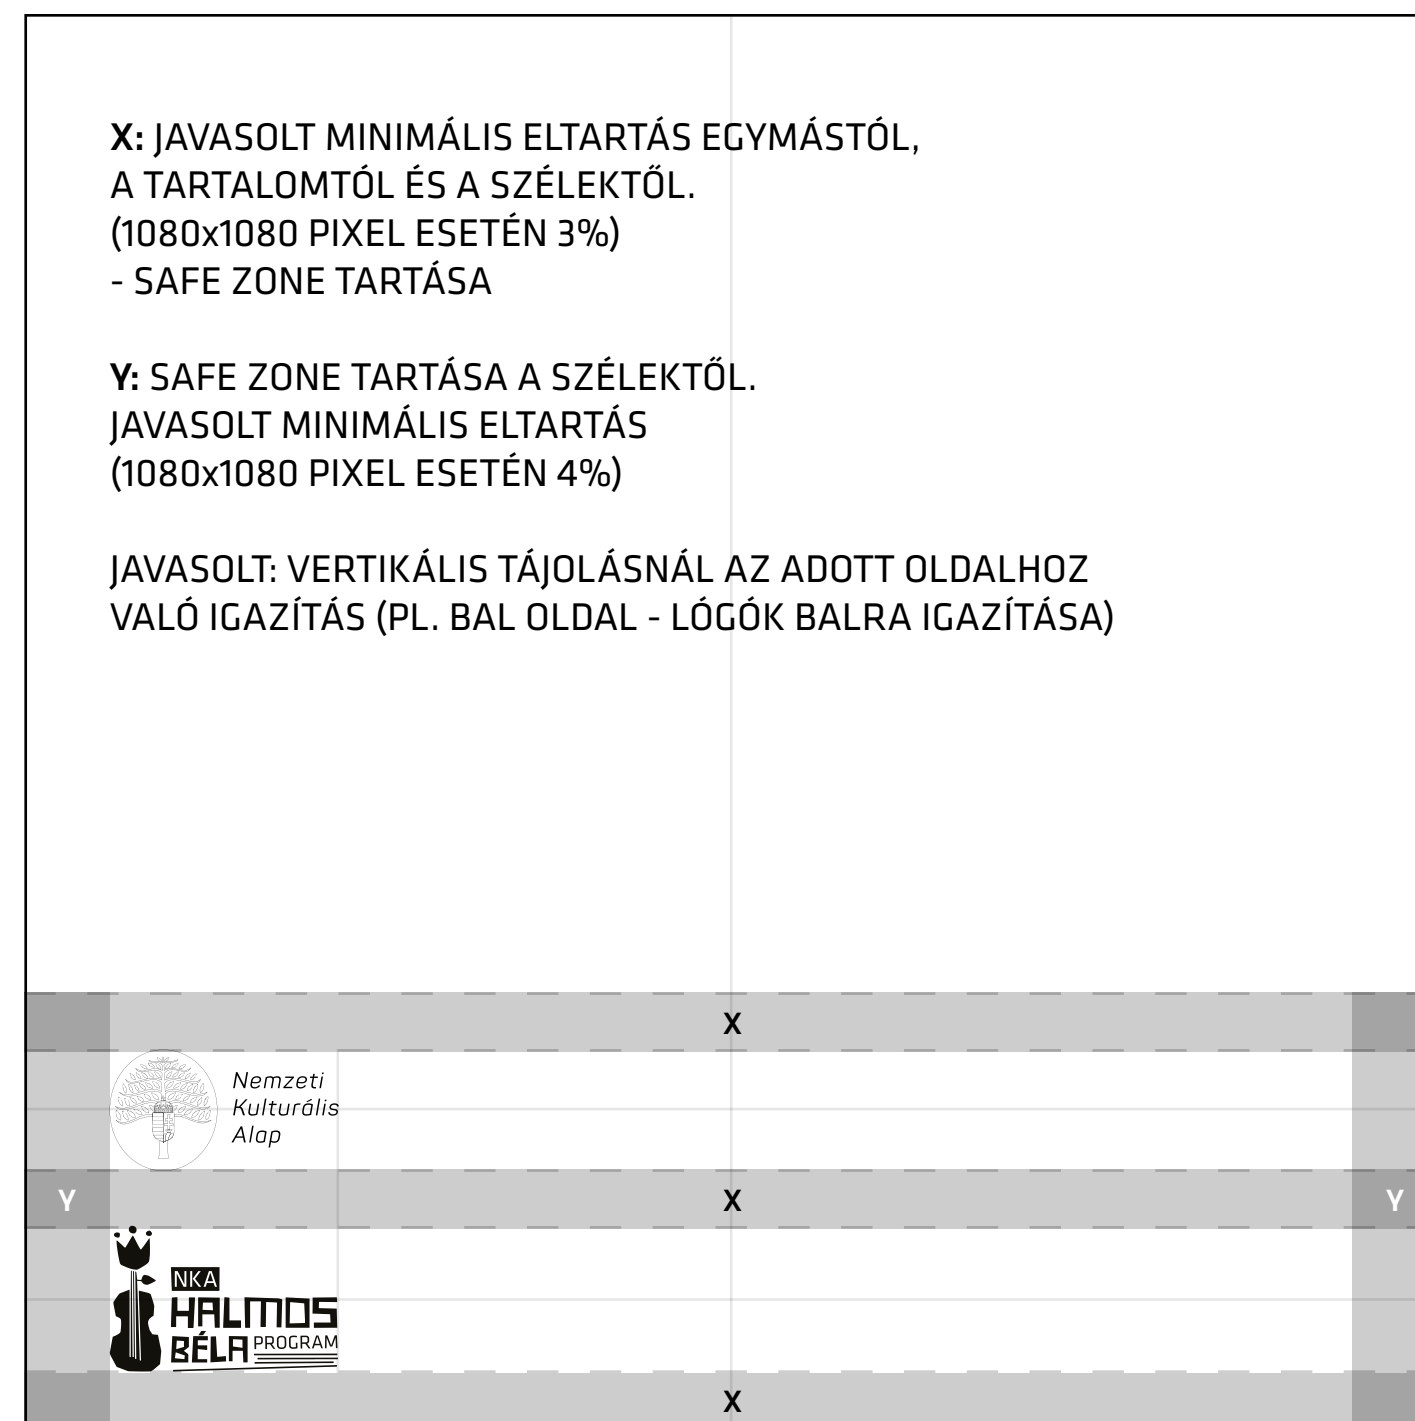 X: JAVASOLT MINIMÁLIS ELTARTÁS EGYMÁSTÓL,
A TARTALOMTÓL ÉS A SZÉLEKTŐL.
(1080x1080 PIXEL ESETÉN 3%)
- SAFE ZONE TARTÁSA
Y: SAFE ZONE TARTÁSA A SZÉLEKTŐL.
JAVASOLT MINIMÁLIS ELTARTÁS
(1080x1080 PIXEL ESETÉN 4%)
JAVASOLT: VERTIKÁLIS TÁJOLÁSNÁL AZ ADOTT OLDALHOZ
VALÓ IGAZÍTÁS (PL. BAL OLDAL - LÓGÓK BALRA IGAZÍTÁSA)
X
Nemzeti
Kulturális
Alap
Y X Y
NKA
HALMOS
BÉLA PROGRAM
X